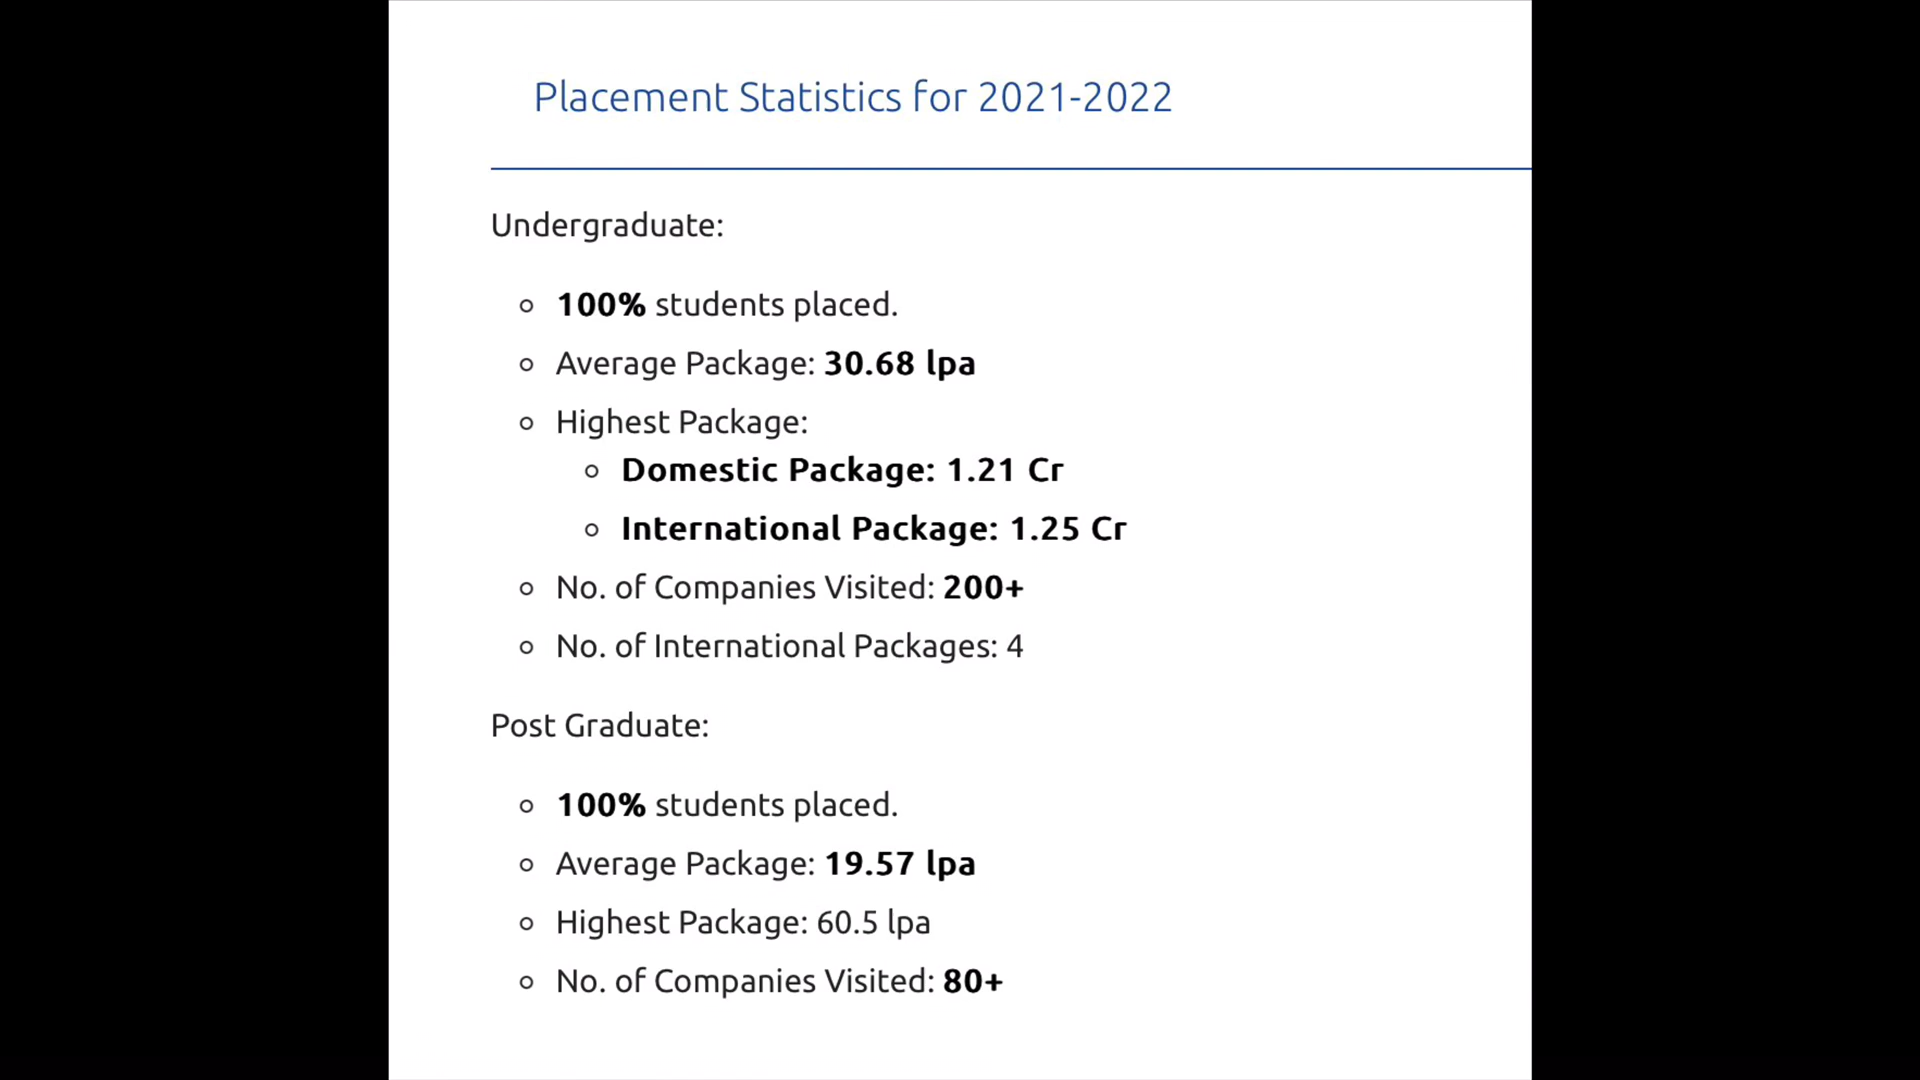 Placement Statistics for 2021-2022
Undergraduate:
100% students placed.
Average Package: 30.68 lpa
Highest Package:
Domestic Package: 1.21 Cr
International Package: 1.25 Cr
No. of Companies Visited: 200+
No. of International Packages: 4
Post Graduate:
100% students placed.
Average Package: 19.57 lpa
Highest Package: 60.5 lpa
No. of Companies Visited: 80+